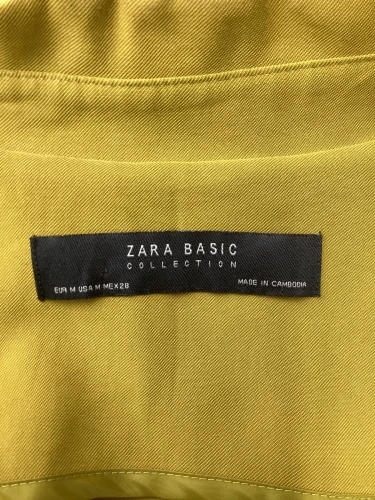 ZARA BASIC
COLLECTION
EUR M USA M MEX 28 MADE IN CAMBODIA